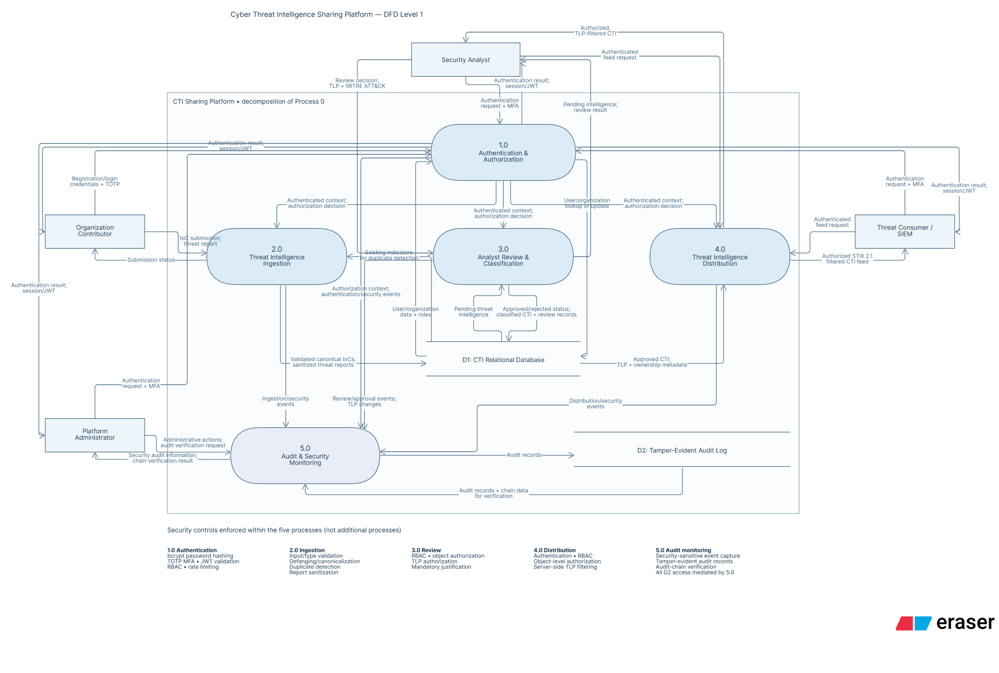 Cyber Threat Intelligence Sharing Platform — DFD Level 1
Authorized,
TLP-filtered CTI
Authenticated
feed request
Security Analyst
Review decision;
TLP + MITRE ATT&CK
Authentication result;
session/JWT
CTI Sharing Platform • decomposition of Process 0
Authentication
request + MFA
Pending intelligence;
review result
Authentication result;
session/JWT
1.0
Authentication &
Authorization
Registration/login
credentials + TOTP
Authentication
request + MFA
Authentication result;
session/JWT
Authenticated context;
authorization decision
Authenticated context;
authorization decision
User/organization
lookup or update
Authenticated context;
authorization decision
Organization
Contributor
IoC submission;
threat report
Submission status
2.0
Threat Intelligence
Ingestion
Existing indicators
for duplicate detection
3.0
Analyst Review &
Classification
4.0
Threat Intelligence
Distribution
Authenticated
feed request
Threat Consumer /
SIEM
Authorized STIX 2.1
filtered CTI feed
Authentication result;
session/JWT
Authorization context;
authentication/security events
User/organization
data + roles
Pending threat
intelligence
Approved/rejected status;
classified CTI + review records
Validated canonical IoCs;
sanitized threat reports
D1: CTI Relational Database
Approved CTI;
TLP + ownership metadata
Authentication
request + MFA
Ingestion/security
events
Review/approval events;
TLP changes
Distribution/security
events
Platform
Administrator
Administrative actions;
audit verification request
Security audit information;
chain verification result
5.0
Audit & Security
Monitoring
Audit records
D2: Tamper-Evident Audit Log
Audit records + chain data
for verification
Security controls enforced within the five processes (not additional processes)
1.0 Authentication
bcrypt password hashing
TOTP MFA • JWT validation
RBAC • rate limiting
2.0 Ingestion
Input/type validation
Defanging/canonicalization
Duplicate detection
Report sanitization
3.0 Review
RBAC • object authorization
TLP authorization
Mandatory justification
4.0 Distribution
Authentication • RBAC
Object-level authorization
Server-side TLP filtering
5.0 Audit monitoring
Security-sensitive event capture
Tamper-evident audit records
Audit-chain verification
All D2 access mediated by 5.0
eraser